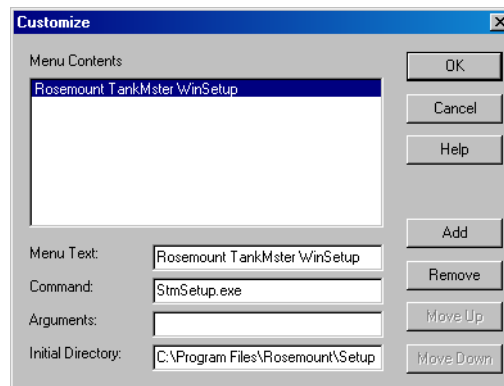 Customize
Menu Contents
Rosemount TankMster WinSetup
OK
Cancel
Help
Add
Menu Text: Rosemount TankMster WinSetup
Remove
Command: StmSetup.exe
Arguments:
Move Up
Initial Directory: C:\Program Files\Rosemount\Setup
Move Down